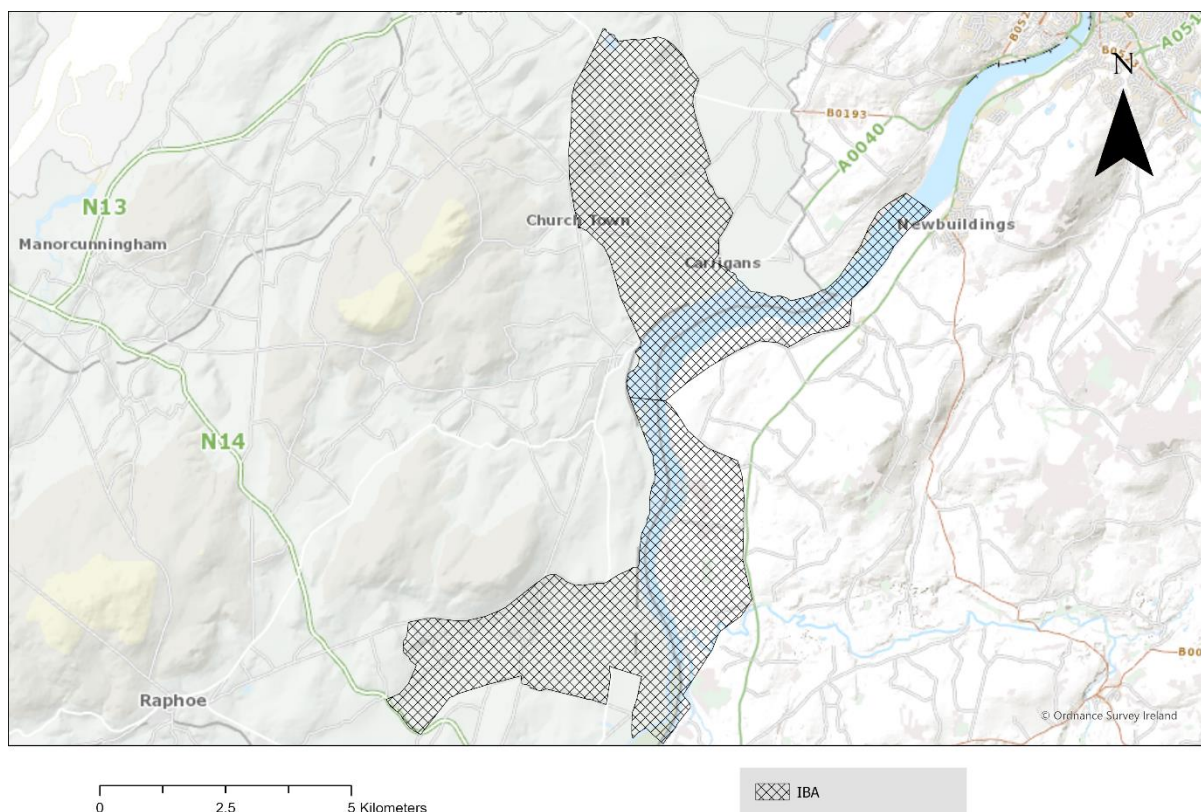 N
A0040
B0193
N13
Manorcunningham
Church Town
Newbuildings
Carrigans
N14
Raphoe
© Ordnance Survey Ireland
0 2.5 5 Kilometers
IBA